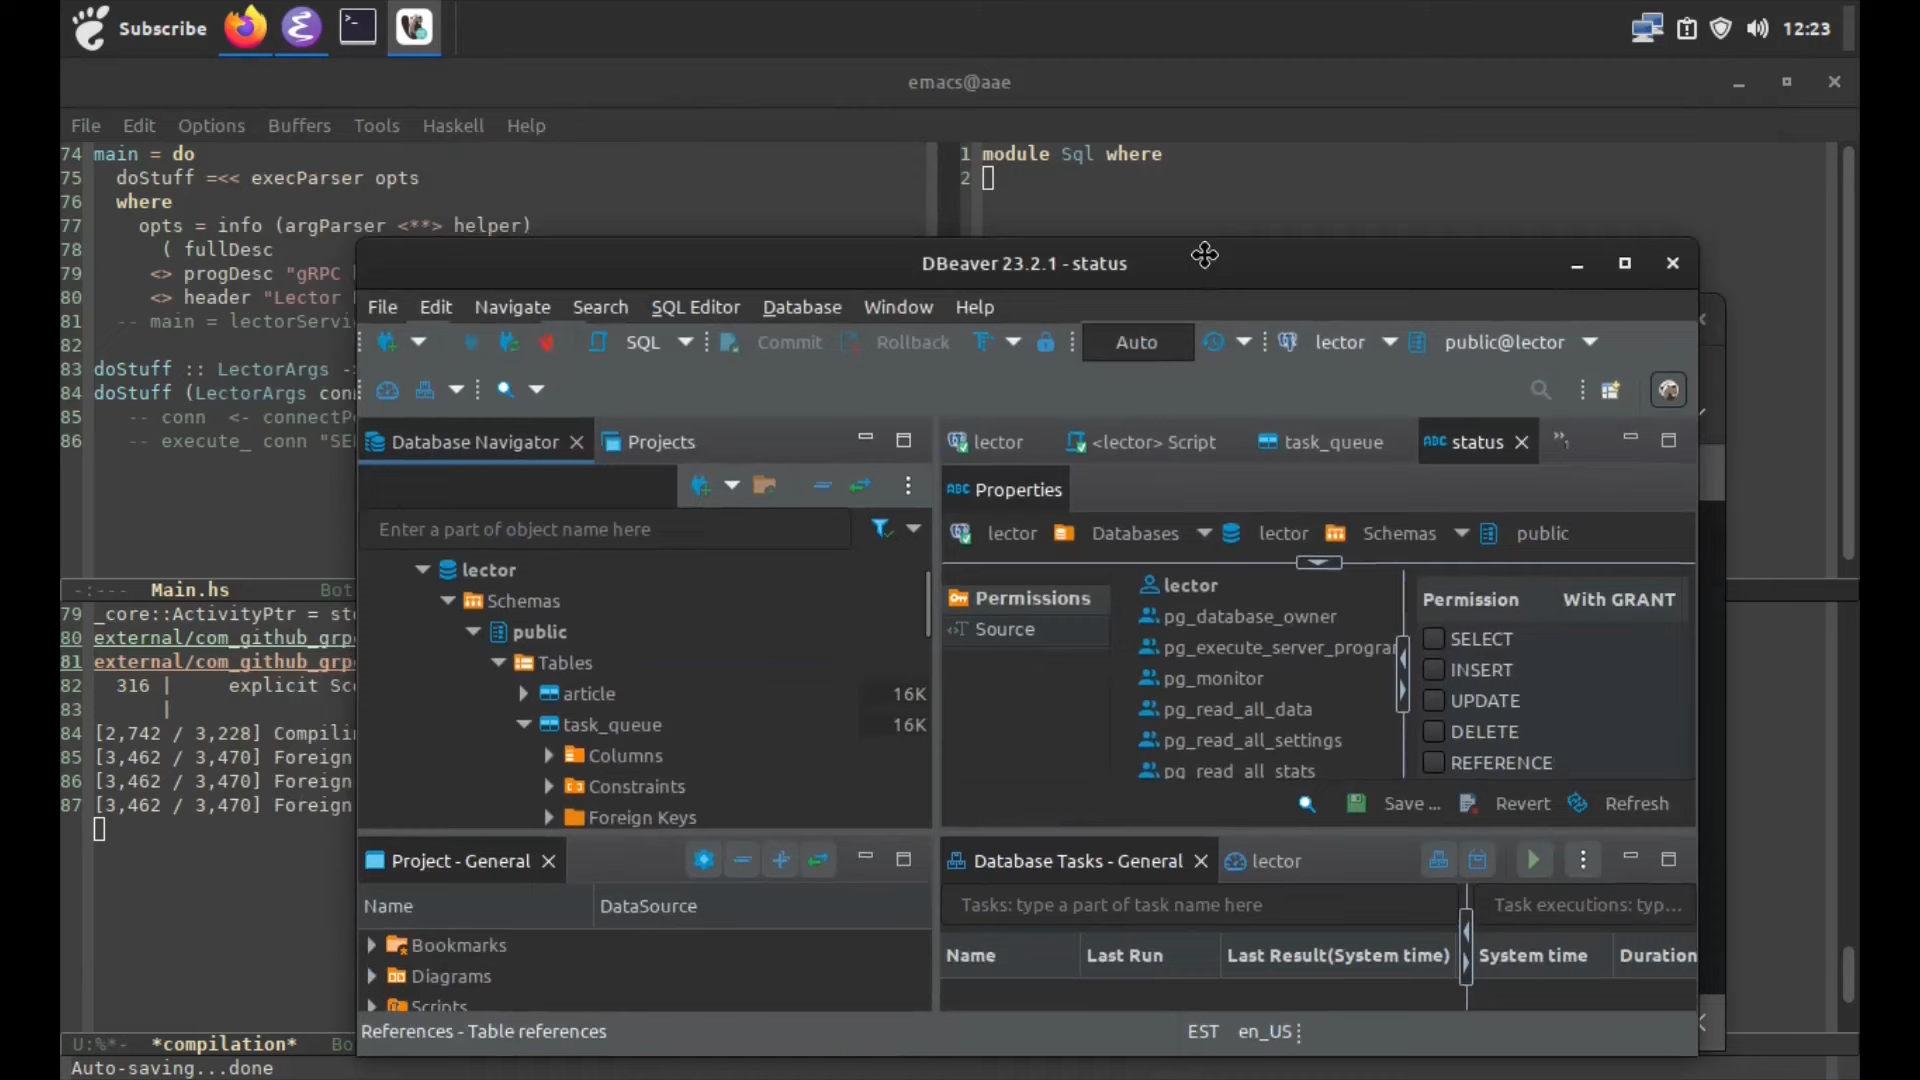 Subscribe
12:23
emacs@aae
File Edit Options Buffers Tools Haskell Help
74 main = do
75 doStuff =<< execParser opts
76 where
77 opts = info (argParser <**> helper)
78 ( fullDesc
79 <> progDesc "gRPC
80 <> header "Lector
81 -- main = lectorServi
82
83 doStuff :: LectorArgs
84 doStuff (LectorArgs con
85 -- conn <- connectPo
86 -- execute_ conn "SE
1 module Sql where
2
-:--- Main.hs Bot
79 _core::ActivityPtr = st
80 external/com_github_grp
81 external/com_github_grp
82 316 | explicit Sc
83 |
84 [2,742 / 3,228] Compili
85 [3,462 / 3,470] Foreign
86 [3,462 / 3,470] Foreign
87 [3,462 / 3,470] Foreign
U:%*- *compilation* Bo
Auto-saving...done
DBeaver 23.2.1 - status
File Edit Navigate Search SQL Editor Database Window Help
SQL Commit Rollback Auto lector public@lector
Database Navigator Projects
Enter a part of object name here
lector
Schemas
public
Tables
article 16K
task_queue 16K
Columns
Constraints
Foreign Keys
lector <lector> Script task_queue ABC status »1
ABC Properties
lector Databases lector Schemas public
Permissions
Source
lector
pg_database_owner
pg_execute_server_progra
pg_monitor
pg_read_all_data
pg_read_all_settings
pg_read_all_stats
Permission With GRANT
SELECT
INSERT
UPDATE
DELETE
REFERENCE
Save ... Revert Refresh
Project - General
Name DataSource
Bookmarks
Diagrams
Scripts
Database Tasks - General lector
Tasks: type a part of task name here Task executions: typ...
Name Last Run Last Result(System time) System time Duration
References - Table references EST en_US